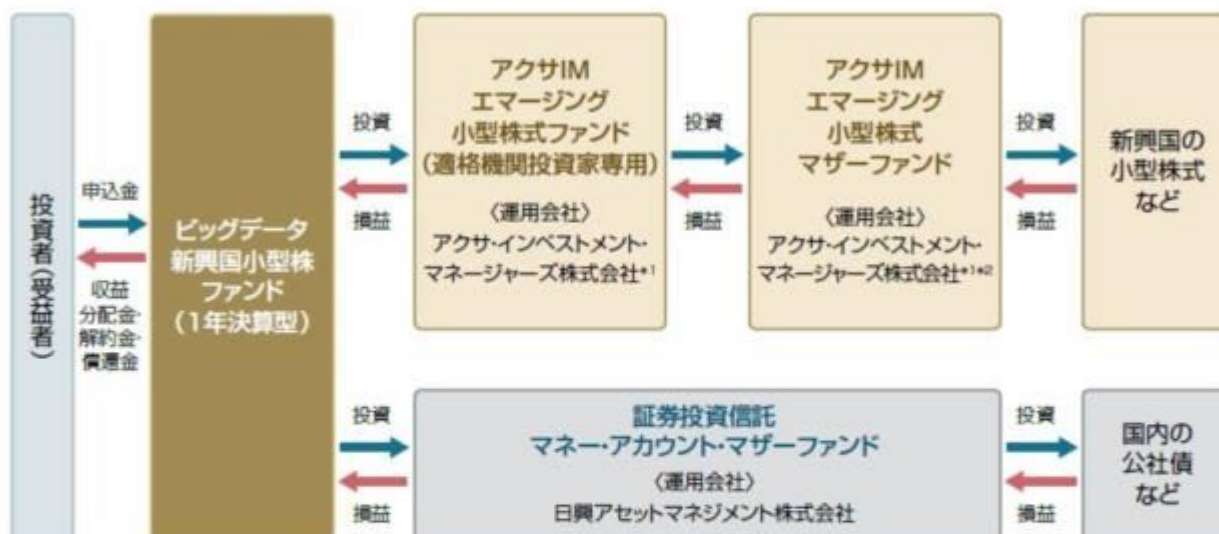 投資者(受益者)
申込金
収益
分配金・
解約金・
償還金
ビッグデータ
新興国小型株
ファンド
(1年決算型)
投資
損益
アクサIM
エマージング
小型株式ファンド
(適格機関投資家専用)
〈運用会社〉
アクサ・インベストメント・
マネージャーズ株式会社*1
投資
損益
アクサIM
エマージング
小型株式
マザーファンド
〈運用会社〉
アクサ・インベストメント・
マネージャーズ株式会社*1*2
投資
損益
新興国の
小型株式
など
投資
損益
証券投資信託
マネー・アカウント・マザーファンド
〈運用会社〉
日興アセットマネジメント株式会社
投資
損益
国内の
公社債
など